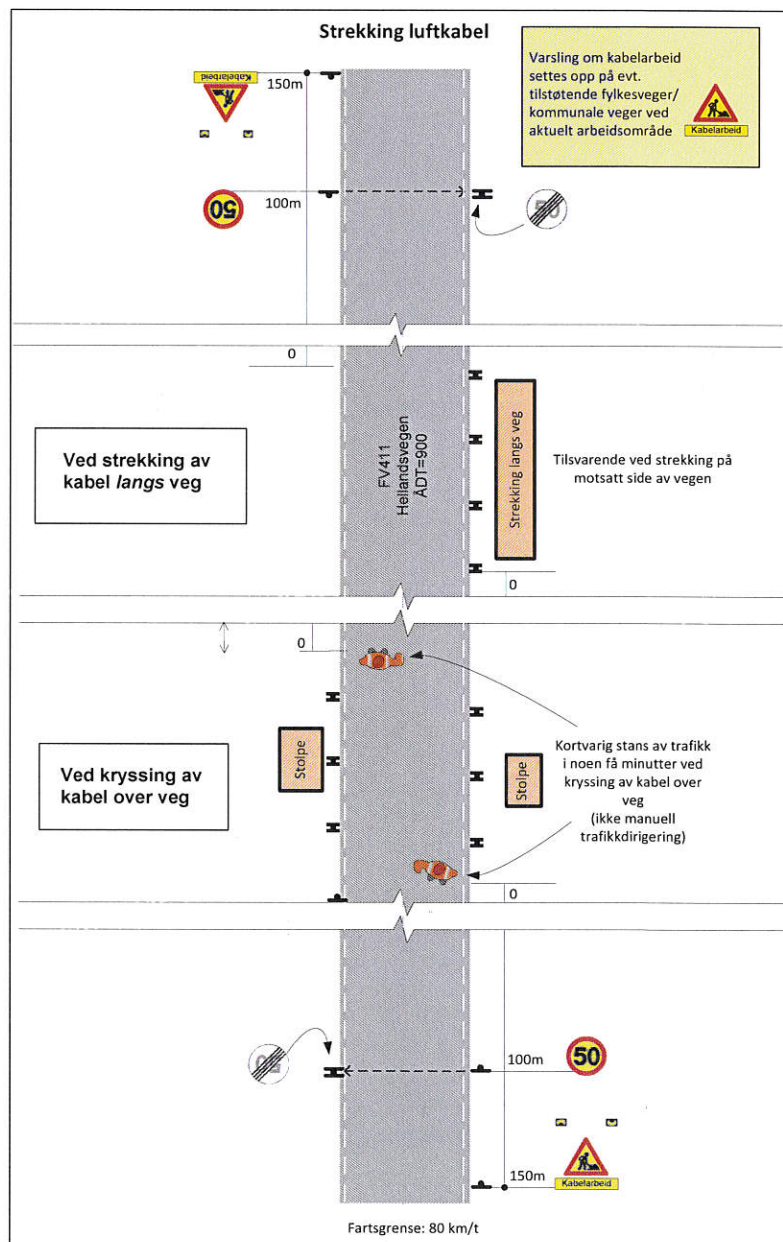 Strekking luftkabel
Varsling om kabelarbeid
settes opp på evt.
tilstøtende fylkesveger/
kommunale veger ved
aktuelt arbeidsområde
Kabelarbeid
Kabelarbeid
150m
50
100m
50
0
Ved strekking av
kabel langs veg
FV411
Hellandsvegen
ÅDT=900
Strekking langs veg
Tilsvarende ved strekking på
motsatt side av vegen
0
0
Ved kryssing av
kabel over veg
Stolpe
Stolpe
Kortvarig stans av trafikk
i noen få minutter ved
kryssing av kabel over
veg
(ikke manuell
trafikkdirigering)
0
50
100m
50
150m
Kabelarbeid
Fartsgrense: 80 km/t